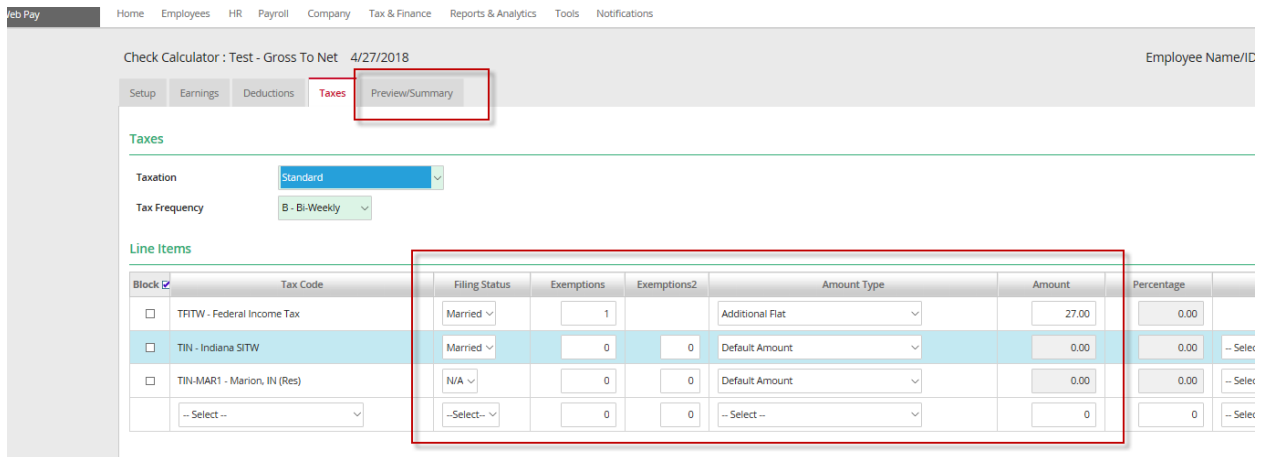 Web Pay Home Employees HR Payroll Company Tax & Finance Reports & Analytics Tools Notifications
Check Calculator : Test - Gross To Net 4/27/2018 Employee Name/ID
Setup Earnings Deductions Taxes Preview/Summary
Taxes
Taxation Standard
Tax Frequency B - Bi-Weekly
Line Items
Block Tax Code Filing Status Exemptions Exemptions2 Amount Type Amount Percentage
TFITW - Federal Income Tax Married 1 Additional Flat 27.00 0.00
TIN - Indiana SITW Married 0 0 Default Amount 0.00 0.00 -- Selec
TIN-MAR1 - Marion, IN (Res) N/A 0 0 Default Amount 0.00 0.00 -- Selec
-- Select -- --Select-- 0 0 -- Select -- 0 0 -- Selec